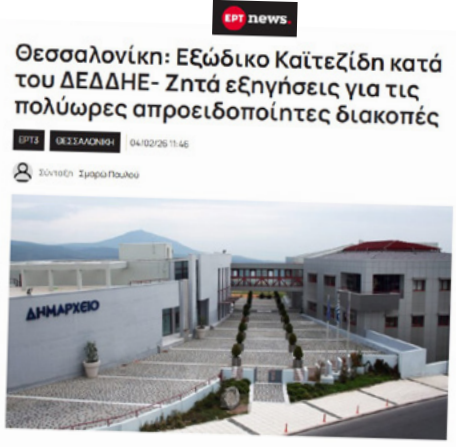 ΕΡΤ news.
Θεσσαλονίκη: Εξώδικο Καϊτεζίδη κατά
του ΔΕΔΔΗΕ- Ζητά εξηγήσεις για τις
πολύωρες απροειδοποίητες διακοπές
ΕΡΤ3 ΘΕΣΣΑΛΟΝΙΚΗ 04/02/26 11:46
Σύνταξη Σμαρώ Πουλού
ΔΗΜΑΡΧΕΙΟ